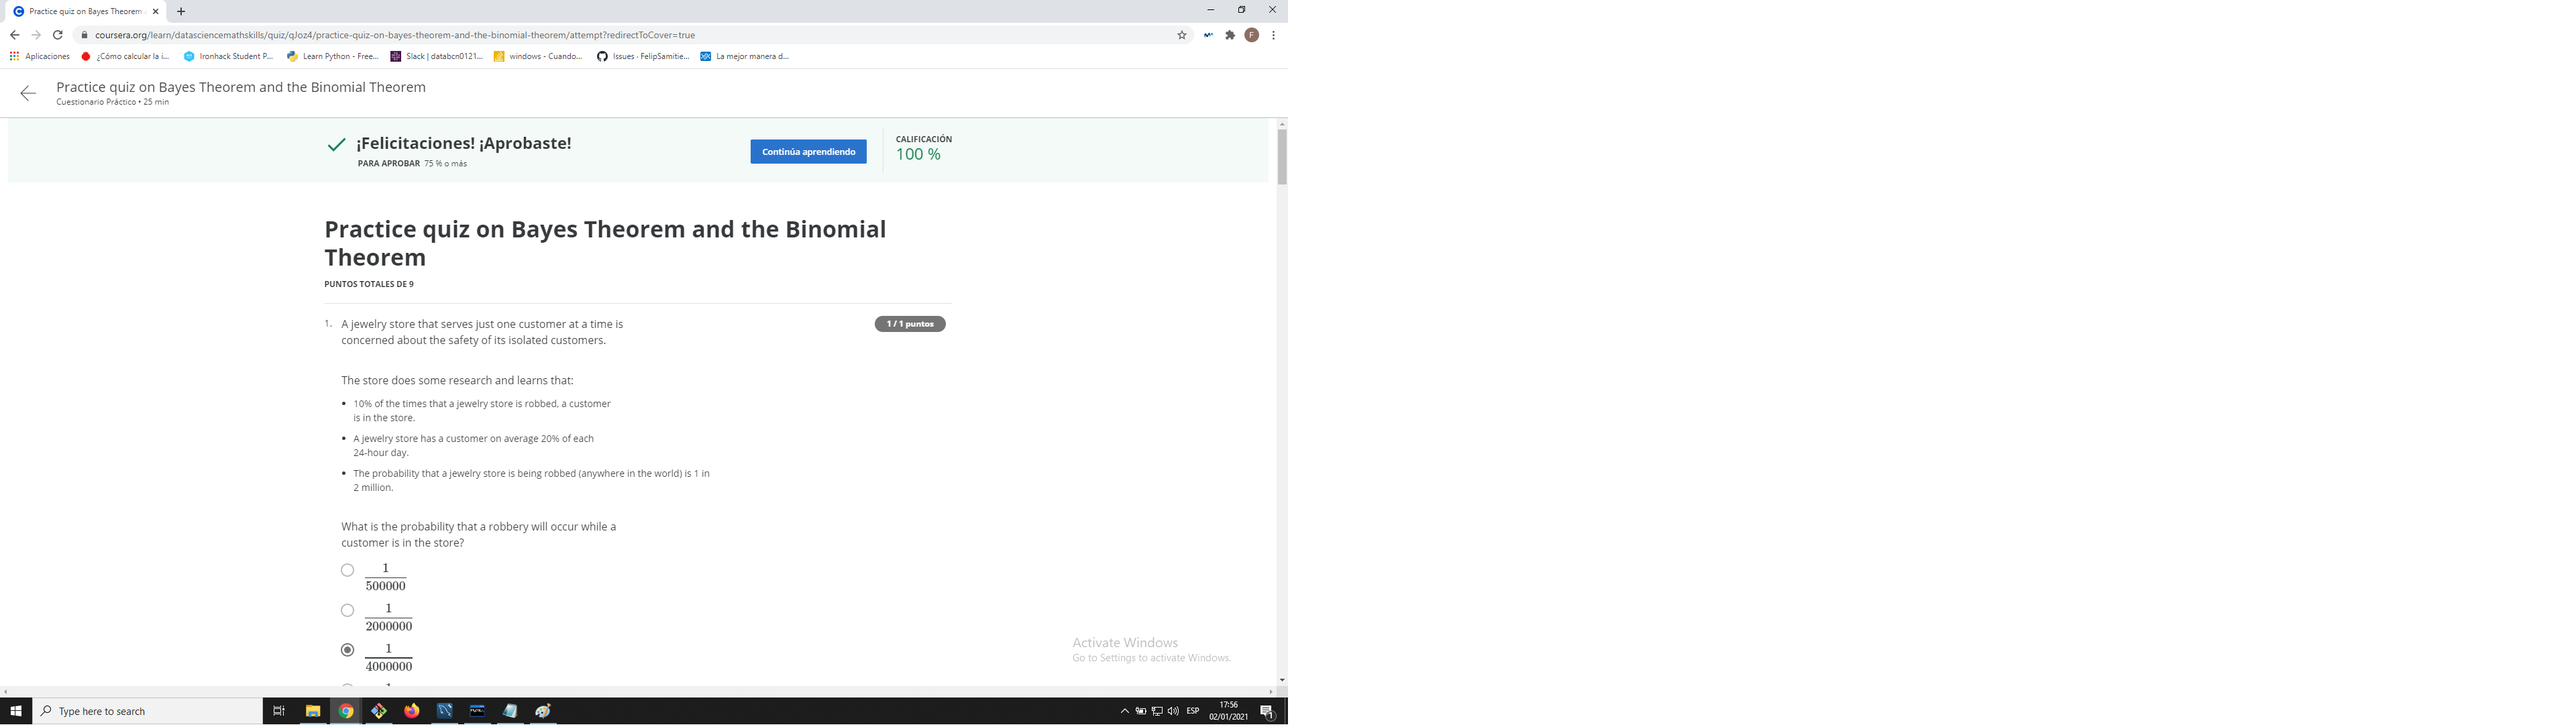 Practice quiz on Bayes Theorem
coursera.org/learn/datasciencemathskills/quiz/qJoz4/practice-quiz-on-bayes-theorem-and-the-binomial-theorem/attempt?redirectToCover=true
F
Aplicaciones ¿Cómo calcular la i... Ironhack Student P... Learn Python - Free... Slack | databcn0121... windows - Cuando... Issues · FelipSamitie... La mejor manera d...
Practice quiz on Bayes Theorem and the Binomial Theorem
Cuestionario Práctico • 25 min
¡Felicitaciones! ¡Aprobaste!
PARA APROBAR 75 % o más
Continúa aprendiendo
CALIFICACIÓN
100 %
Practice quiz on Bayes Theorem and the Binomial
Theorem
PUNTOS TOTALES DE 9
1. A jewelry store that serves just one customer at a time is
1 / 1 puntos
concerned about the safety of its isolated customers.
The store does some research and learns that:
• 10% of the times that a jewelry store is robbed, a customer
is in the store.
• A jewelry store has a customer on average 20% of each
24-hour day.
• The probability that a jewelry store is being robbed (anywhere in the world) is 1 in
2 million.
What is the probability that a robbery will occur while a
customer is in the store?
1
500000
1
2000000
1
4000000
1
Activate Windows
Go to Settings to activate Windows.
Type here to search
ESP
17:56
02/01/2021
1